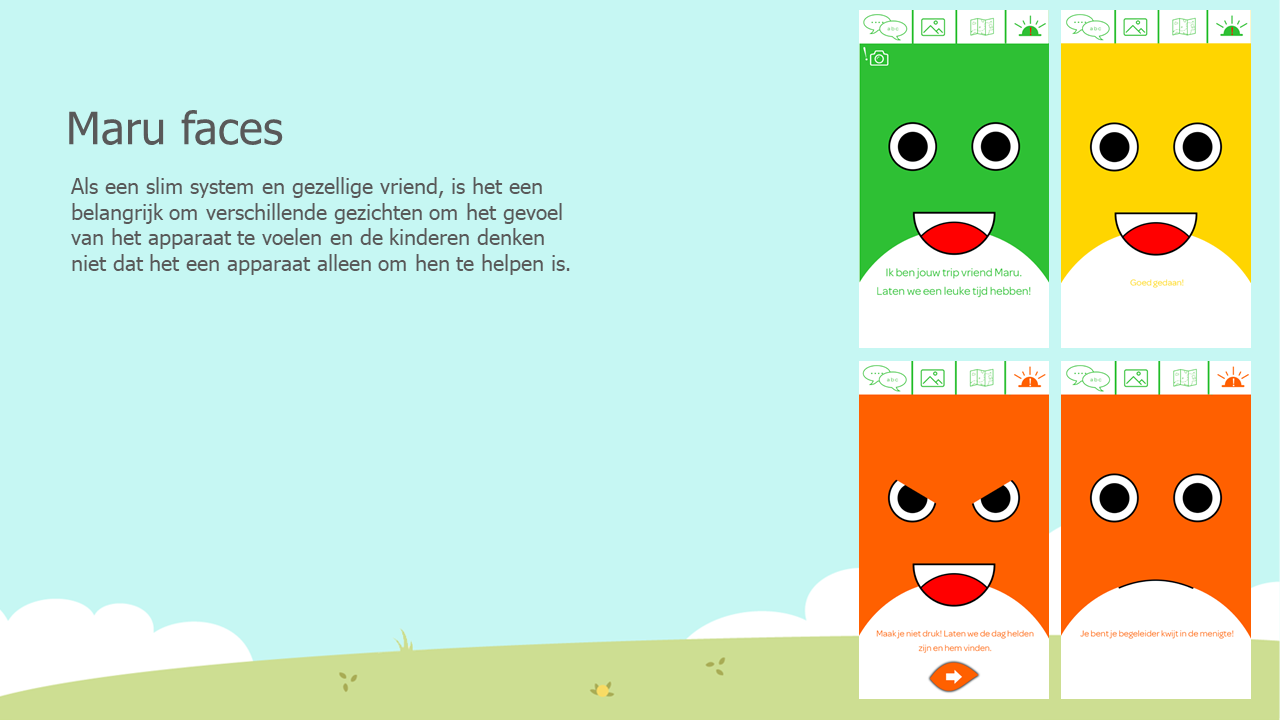 Maru faces
Als een slim system en gezellige vriend, is het een
belangrijk om verschillende gezichten om het gevoel
van het apparaat te voelen en de kinderen denken
niet dat het een apparaat alleen om hen te helpen is.
abc
Ik ben jouw trip vriend Maru.
Laten we een leuke tijd hebben!
abc
Goed gedaan!
abc
Maak je niet druk! Laten we de dag helden
zijn en hem vinden.
abc
Je bent je begeleider kwijt in de menigte!